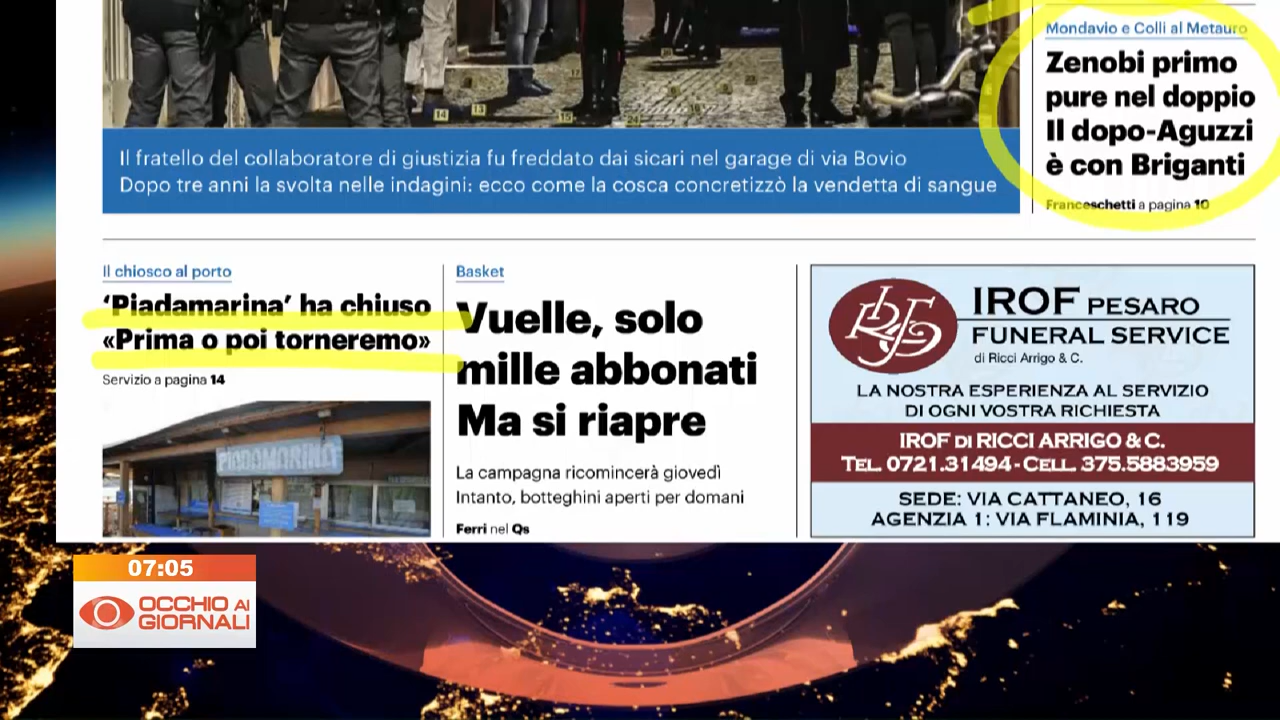 Il fratello del collaboratore di giustizia fu freddato dai sicari nel garage di via Bovio
Dopo tre anni la svolta nelle indagini: ecco come la cosca concretizzò la vendetta di sangue
Mondavio e Colli al Metauro
Zenobi primo
pure nel doppio
Il dopo-Aguzzi
è con Briganti
Franceschetti a pagina 10
Il chiosco al porto
‘Piadamarina’ ha chiuso
«Prima o poi torneremo»
Servizio a pagina 14
Basket
Vuelle, solo
mille abbonati
Ma si riapre
La campagna ricomincerà giovedì
Intanto, botteghini aperti per domani
Ferri nel Qs
IROF PESARO
FUNERAL SERVICE
di Ricci Arrigo & C.
LA NOSTRA ESPERIENZA AL SERVIZIO
DI OGNI VOSTRA RICHIESTA
IROF DI RICCI ARRIGO & C.
TEL. 0721.31494 - CELL. 375.5883959
SEDE: VIA CATTANEO, 16
AGENZIA 1: VIA FLAMINIA, 119
07:05
OCCHIO AI
GIORNALI
14
13
15